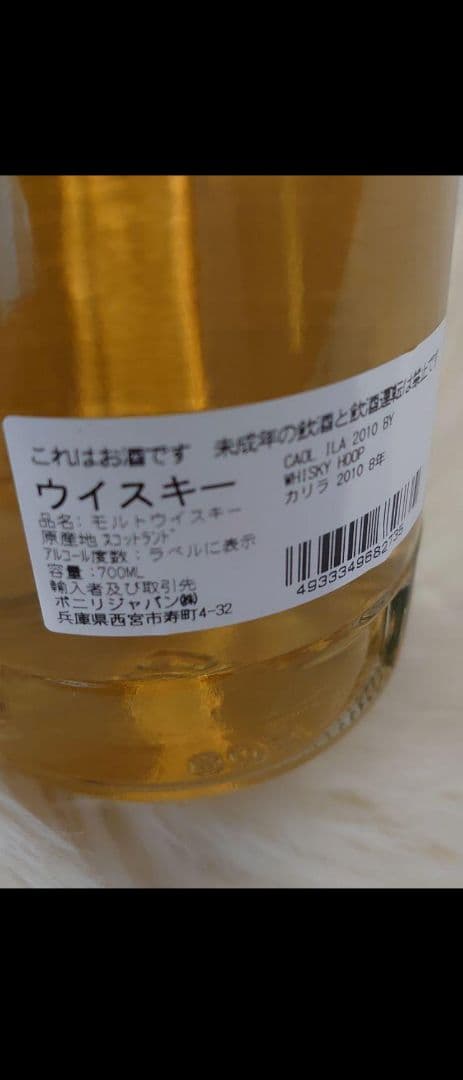 これはお酒です 未成年の飲酒と飲酒運転は禁止です
ウイスキー
品名: モルトウイスキー
原産地 ｽｺｯﾄﾗﾝﾄﾞ
ｱﾙｺｰﾙ度数：ラベルに表示
容量:700ML
輸入者及び取引先
ボニリジャパン㈱
兵庫県西宮市寿町4-32
CAOL ILA 2010 BY
WHISKY HOOP
カリラ 2010 8年
4933349682735